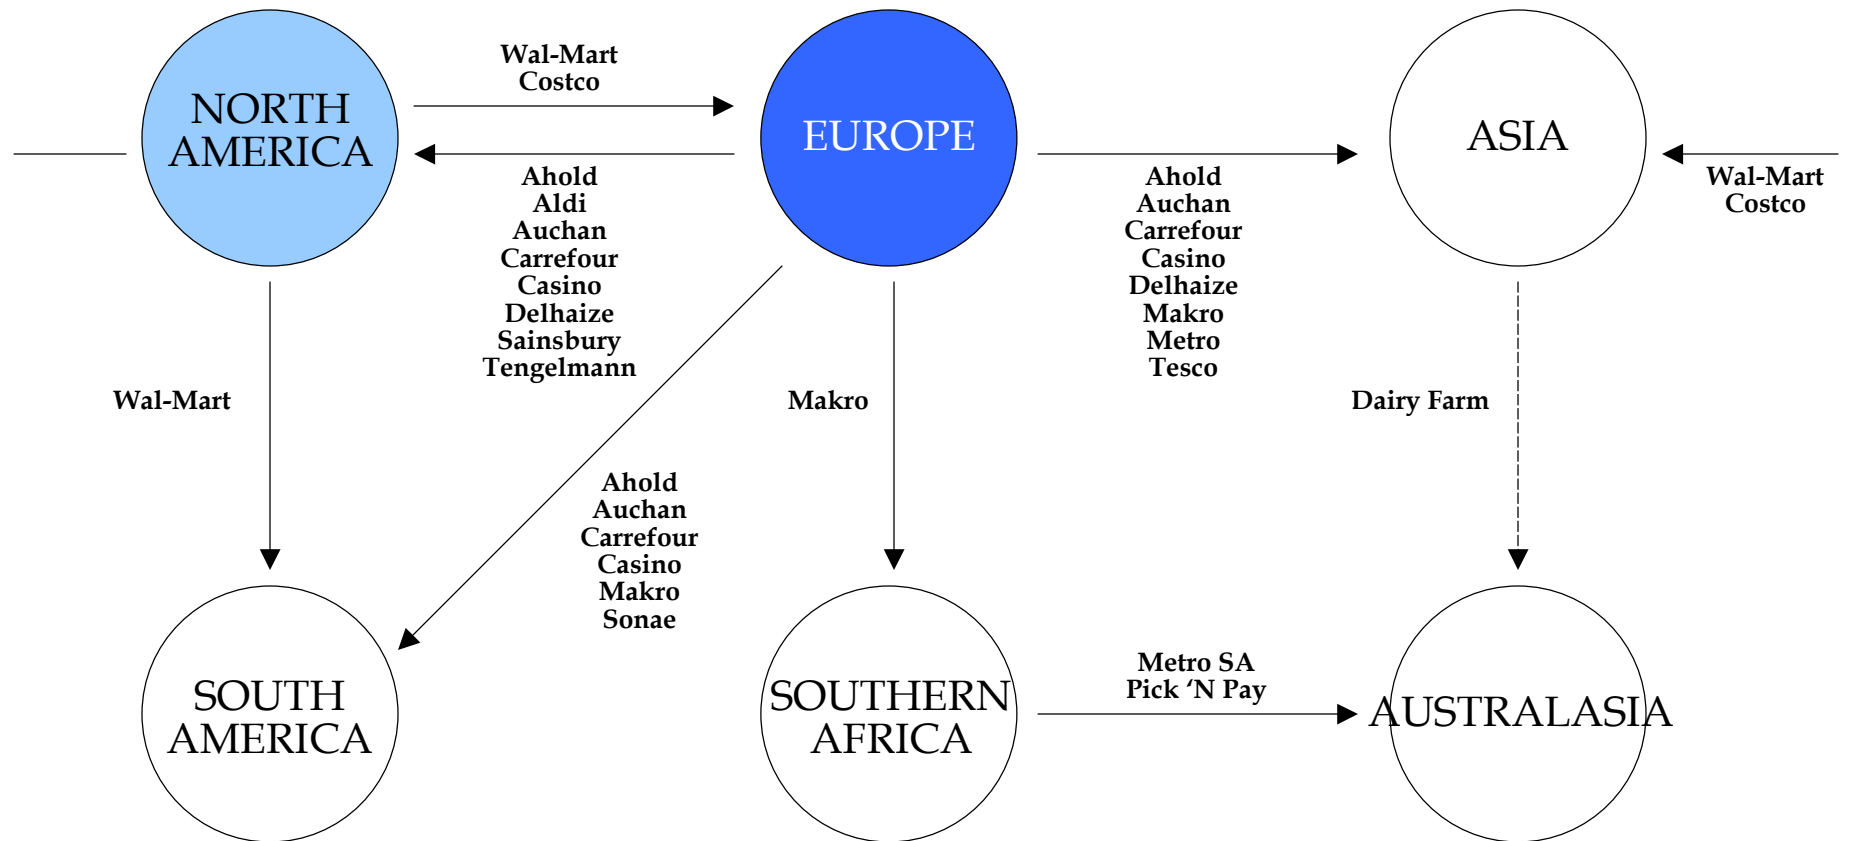 Wal-Mart
Costco
NORTH
AMERICA
EUROPE
ASIA
Ahold
Aldi
Auchan
Carrefour
Casino
Delhaize
Sainsbury
Tengelmann
Ahold
Auchan
Carrefour
Casino
Delhaize
Makro
Metro
Tesco
Wal-Mart
Costco
Wal-Mart
Makro
Dairy Farm
Ahold
Auchan
Carrefour
Casino
Makro
Sonae
SOUTH
AMERICA
SOUTHERN
AFRICA
Metro SA
Pick ‘N Pay
AUSTRALASIA